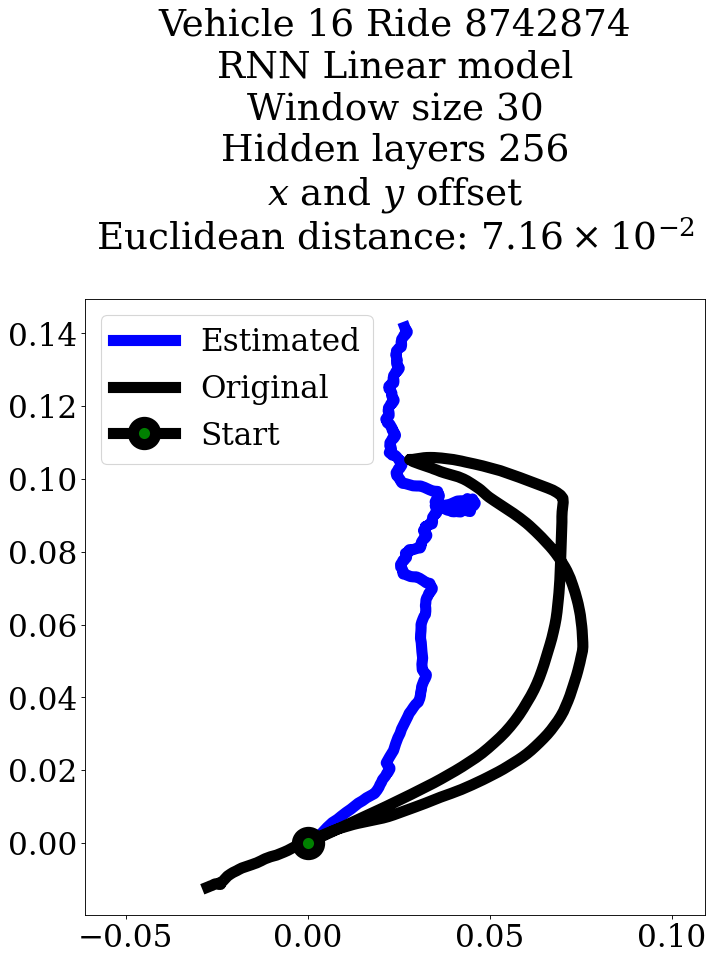 Vehicle 16 Ride 8742874
RNN Linear model
Window size 30
Hidden layers 256
x and y offset
Euclidean distance: 7.16 × 10⁻²
Estimated
Original
Start
0.14
0.12
0.10
0.08
0.06
0.04
0.02
0.00
−0.05 0.00 0.05 0.10